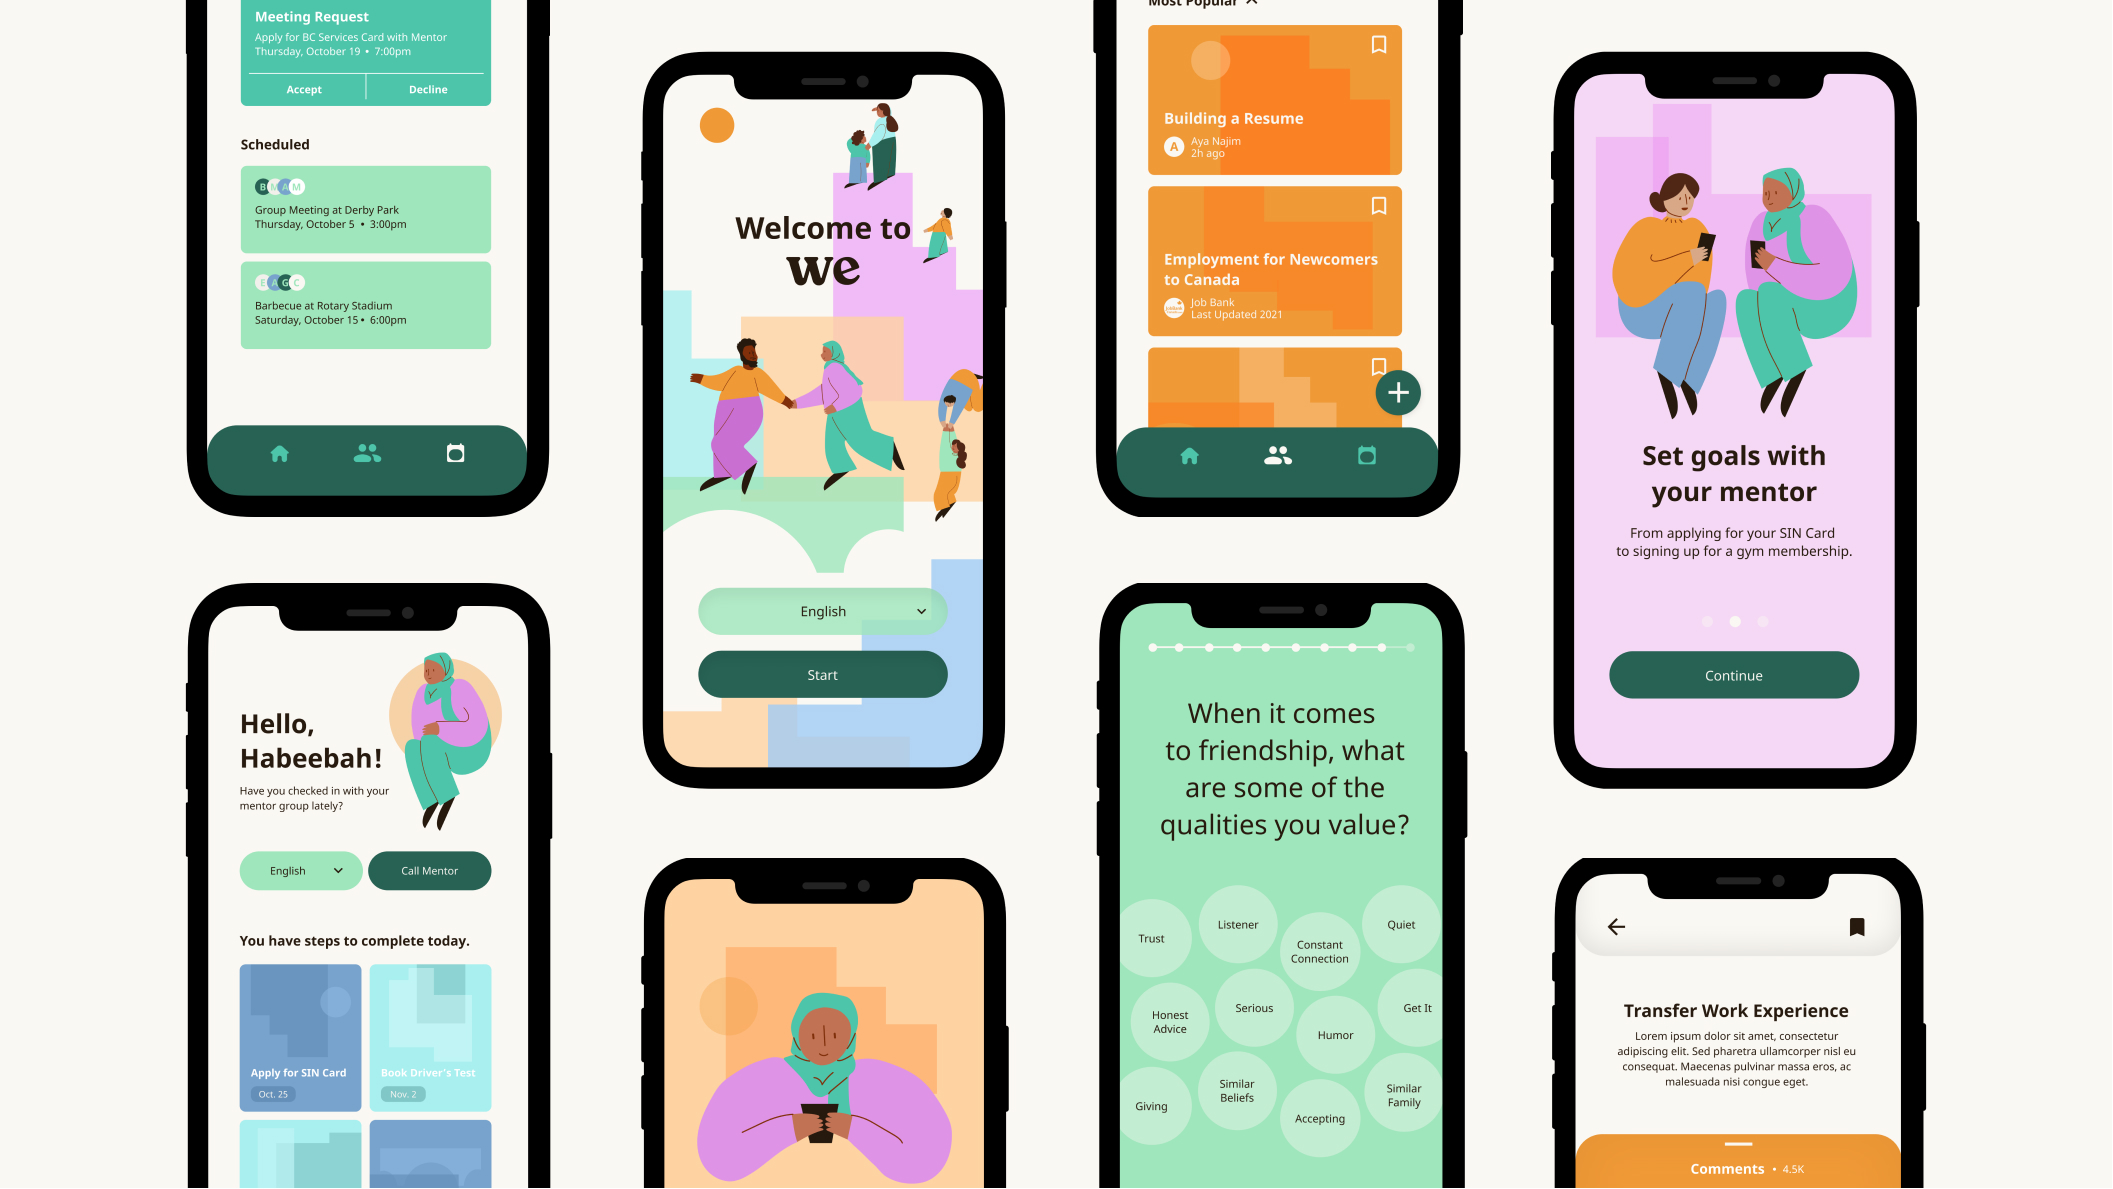 Meeting Request
Apply for BC Services Card with Mentor
Thursday, October 19 • 7:00pm
Accept
Decline
Scheduled
B M A M
Group Meeting at Derby Park
Thursday, October 5 • 3:00pm
E A G C
Barbecue at Rotary Stadium
Saturday, October 15 • 6:00pm
Hello,
Habeebah!
Have you checked in with your
mentor group lately?
English
Call Mentor
You have steps to complete today.
Apply for SIN Card
Oct. 25
Book Driver's Test
Nov. 2
Welcome to
we
English
Start
Most Popular
Building a Resume
A
Aya Najim
2h ago
Employment for Newcomers
to Canada
Job Bank
Last Updated 2021
When it comes
to friendship, what
are some of the
qualities you value?
Trust
Listener
Constant
Connection
Quiet
Honest
Advice
Serious
Humor
Get It
Giving
Similar
Beliefs
Accepting
Similar
Family
Set goals with
your mentor
From applying for your SIN Card
to signing up for a gym membership.
Continue
Transfer Work Experience
Lorem ipsum dolor sit amet, consectetur
adipiscing elit. Sed pharetra ullamcorper nisl eu
consequat. Maecenas pulvinar massa eros, ac
malesuada nisi congue eget.
Comments • 4.5K